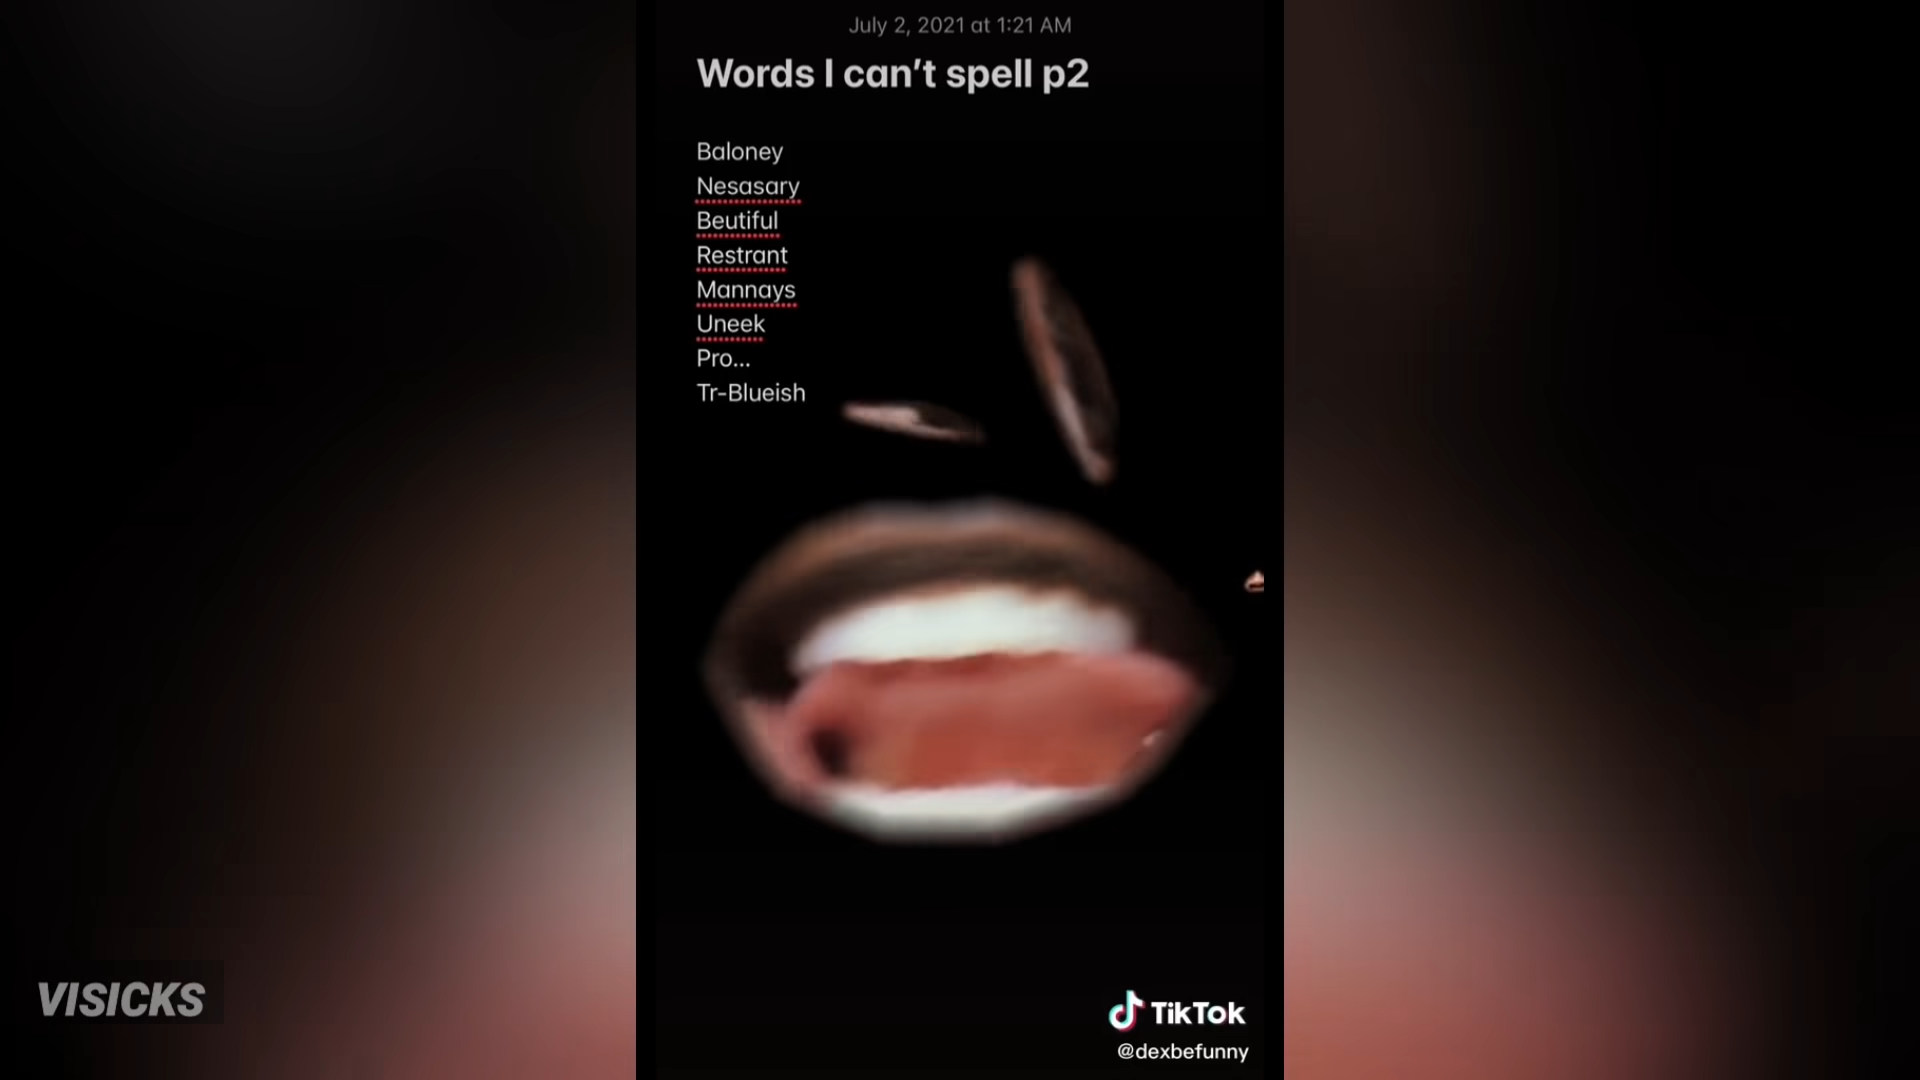 July 2, 2021 at 1:21 AM
Words I can't spell p2
Baloney
Nesasary
Beutiful
Restrant
Mannays
Uneek
Pro...
Tr-Blueish
VISICKS
TikTok
@dexbefunny